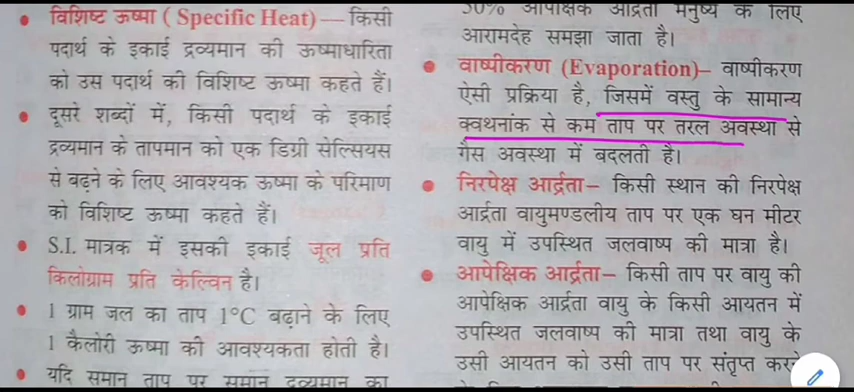 • विशिष्ट ऊष्मा ( Specific Heat) — किसी
पदार्थ के इकाई द्रव्यमान की ऊष्माधारिता
को उस पदार्थ की विशिष्ट ऊष्मा कहते हैं।
• दूसरे शब्दों में, किसी पदार्थ के इकाई
द्रव्यमान के तापमान को एक डिग्री सेल्सियस
से बढ़ने के लिए आवश्यक ऊष्मा के परिमाण
को विशिष्ट ऊष्मा कहते हैं।
• S.I. मात्रक में इसकी इकाई जूल प्रति
किलोग्राम प्रति केल्विन है।
• 1 ग्राम जल का ताप 1°C बढ़ाने के लिए
1 कैलोरी ऊष्मा की आवश्यकता होती है।
• यदि समान ताप पर समान द्रव्यमान का
50% आपेक्षिक आर्द्रता मनुष्य के लिए
आरामदेह समझा जाता है।
• वाष्पीकरण (Evaporation)– वाष्पीकरण
ऐसी प्रक्रिया है, जिसमें वस्तु के सामान्य
क्वथनांक से कम ताप पर तरल अवस्था से
गैस अवस्था में बदलती है।
• निरपेक्ष आर्द्रता– किसी स्थान की निरपेक्ष
आर्द्रता वायुमण्डलीय ताप पर एक घन मीटर
वायु में उपस्थित जलवाष्प की मात्रा है।
• आपेक्षिक आर्द्रता– किसी ताप पर वायु की
आपेक्षिक आर्द्रता वायु के किसी आयतन में
उपस्थित जलवाष्प की मात्रा तथा वायु के
उसी आयतन को उसी ताप पर संतृप्त करने